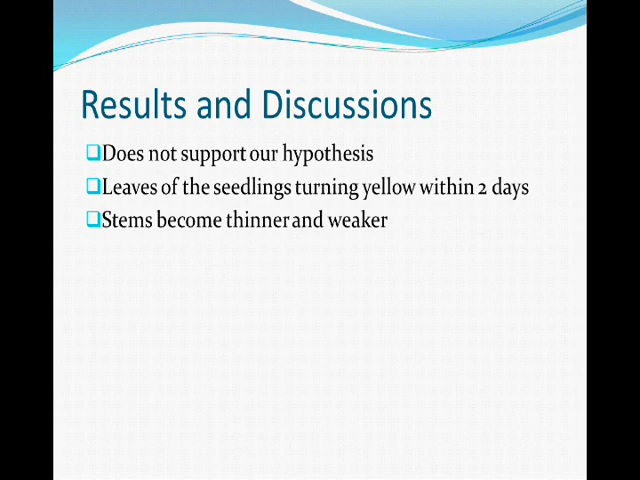 Results and Discussions
Does not support our hypothesis
Leaves of the seedlings turning yellow within 2 days
Stems become thinner and weaker